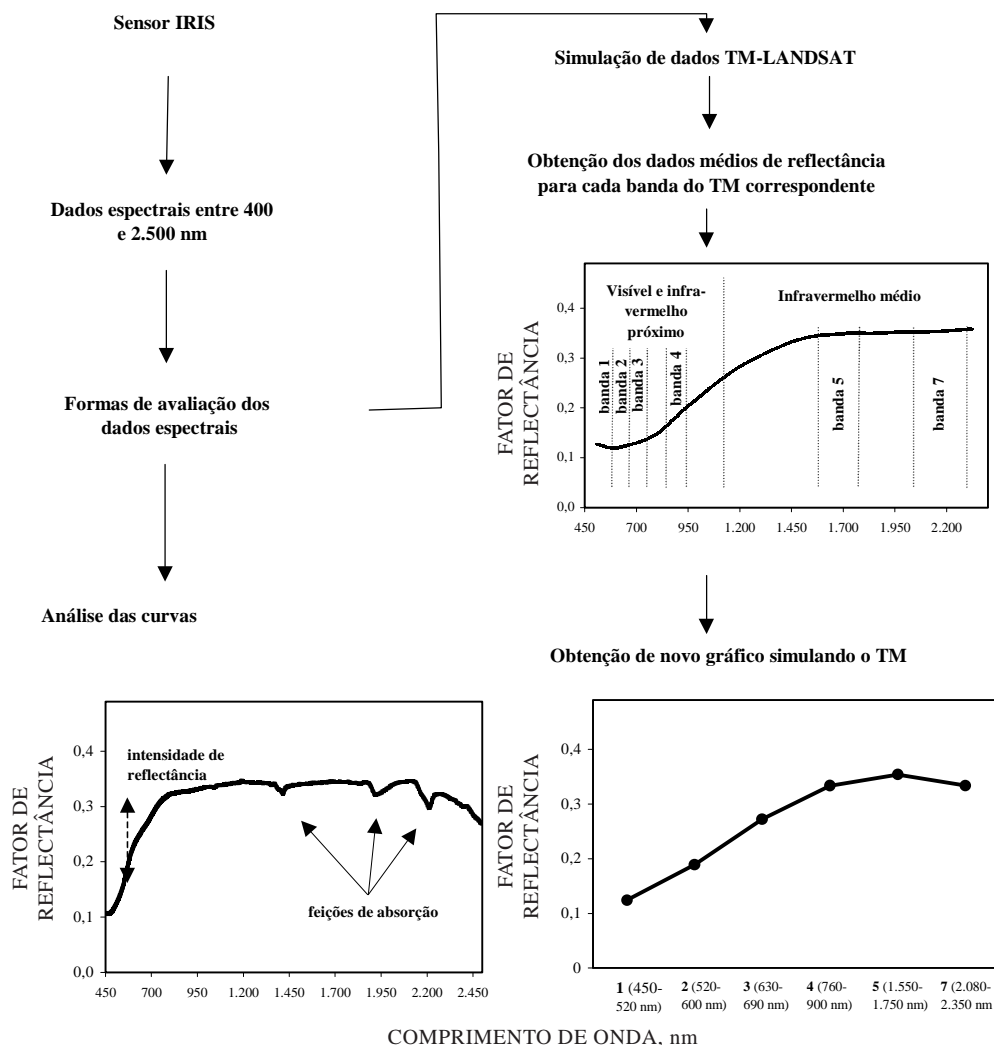 Sensor IRIS
Dados espectrais entre 400
e 2.500 nm
Formas de avaliação dos
dados espectrais
Análise das curvas
FATOR DE
REFLECTÂNCIA
0,4
0,3
0,2
0,1
0,0
intensidade de
reflectância
feições de absorção
450 700 950 1.200 1.450 1.700 1.950 2.200 2.450
Simulação de dados TM-LANDSAT
Obtenção dos dados médios de reflectância
para cada banda do TM correspondente
FATOR DE
REFLECTÂNCIA
0,4
0,3
0,2
0,1
0,0
Visível e infra-
vermelho
próximo
Infravermelho médio
banda 1
banda 2
banda 3
banda 4
banda 5
banda 7
450 700 950 1.200 1.450 1.700 1.950 2.200
Obtenção de novo gráfico simulando o TM
FATOR DE
REFLECTÂNCIA
0,4
0,3
0,2
0,1
0
1 (450- 2 (520- 3 (630- 4 (760- 5 (1.550- 7 (2.080-
520 nm) 600 nm) 690 nm) 900 nm) 1.750 nm) 2.350 nm)
COMPRIMENTO DE ONDA, nm